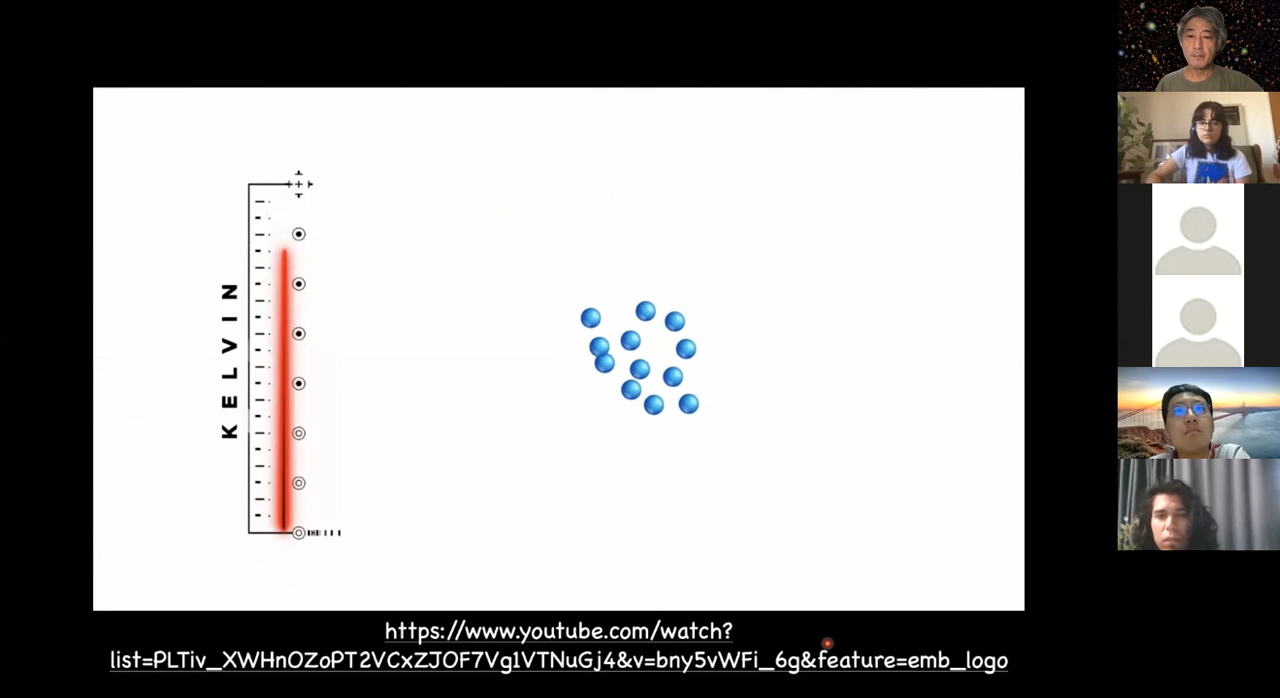 KELVIN
https://www.youtube.com/watch?
list=PLTiv_XWHnOZoPT2VCxZJOF7Vg1VTNuGj4&v=bny5vWFi_6g&feature=emb_logo